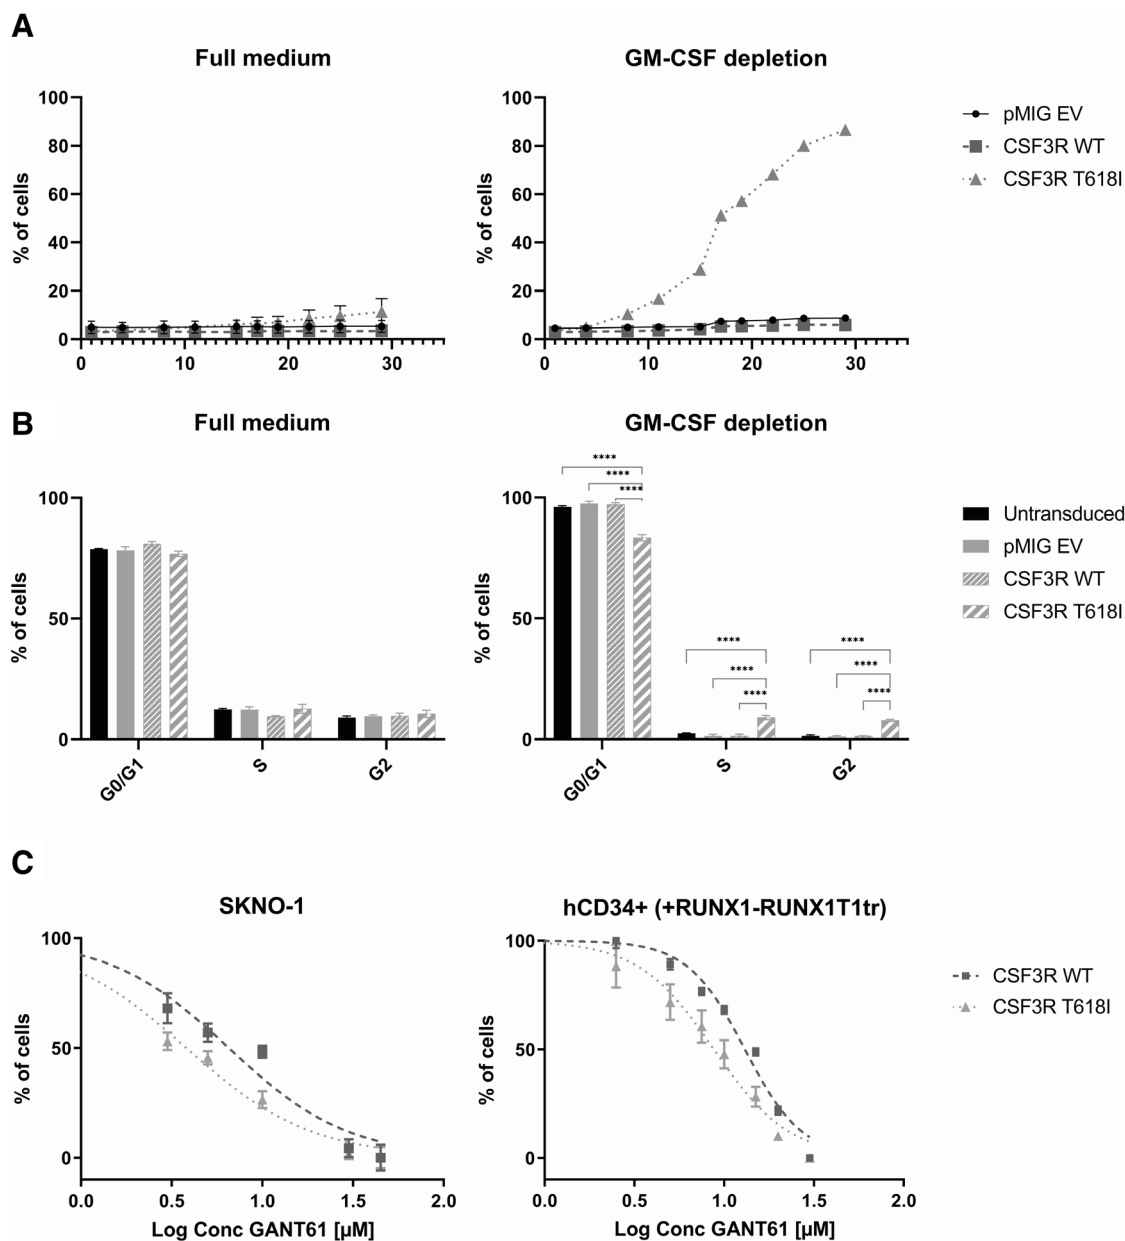 A
Full medium
GM-CSF depletion
% of cells
100
80
60
40
20
0
0
10
20
30
% of cells
100
80
60
40
20
0
0
10
20
30
pMIG EV
CSF3R WT
CSF3R T618I
B
Full medium
GM-CSF depletion
% of cells
100
50
0
G0/G1
S
G2
% of cells
100
50
0
****
****
****
****
****
****
****
****
****
G0/G1
S
G2
Untransduced
pMIG EV
CSF3R WT
CSF3R T618I
C
SKNO-1
hCD34+ (+RUNX1-RUNX1T1tr)
% of cells
100
50
0
0.0
0.5
1.0
1.5
2.0
Log Conc GANT61 [µM]
% of cells
100
50
0
0.0
0.5
1.0
1.5
2.0
Log Conc GANT61 [µM]
CSF3R WT
CSF3R T618I